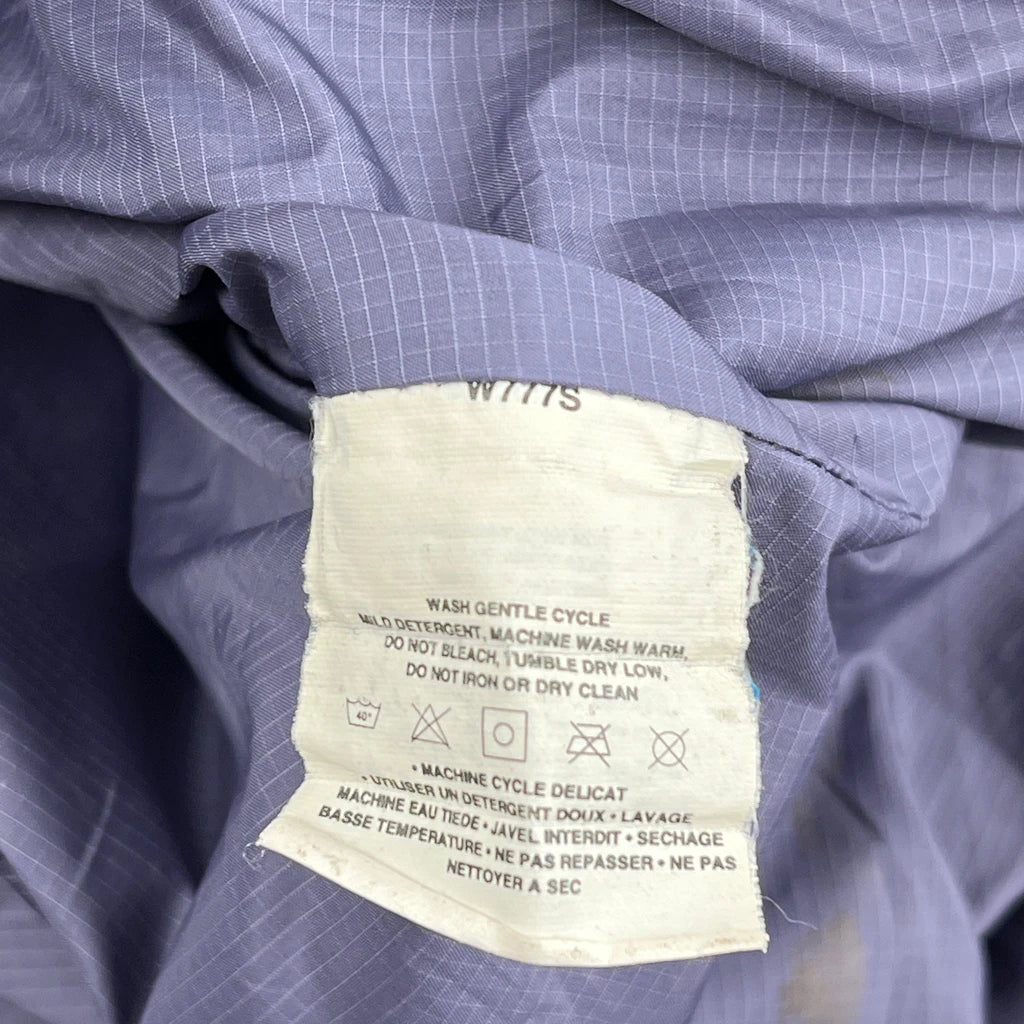 W777S
WASH GENTLE CYCLE
MILD DETERGENT, MACHINE WASH WARM,
DO NOT BLEACH, TUMBLE DRY LOW,
DO NOT IRON OR DRY CLEAN
40°
• MACHINE CYCLE DELICAT
• UTILISER UN DETERGENT DOUX • LAVAGE
MACHINE EAU TIEDE • JAVEL INTERDIT • SECHAGE
BASSE TEMPERATURE • NE PAS REPASSER • NE PAS
NETTOYER A SEC